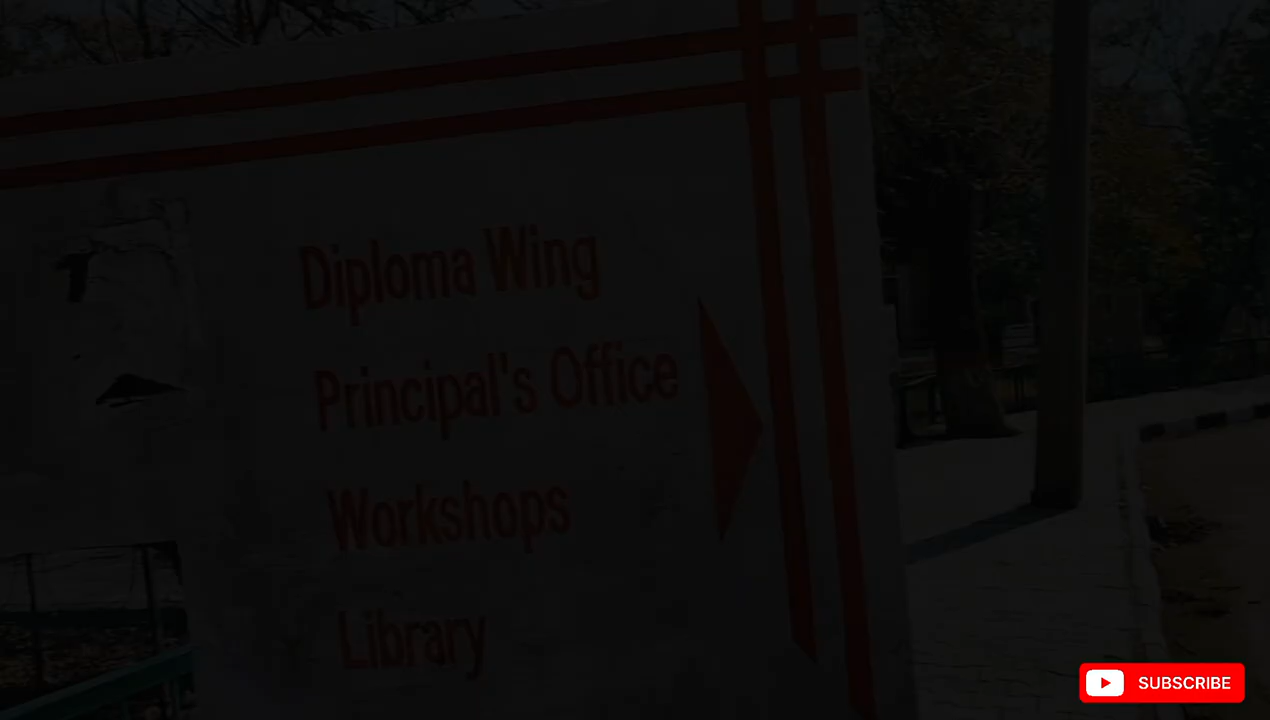 Diploma Wing
Principal's Office
Workshops
Library
SUBSCRIBE